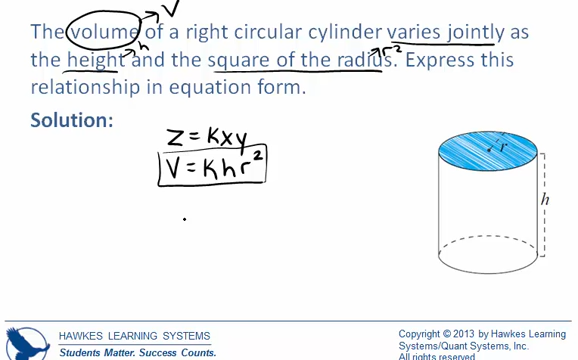 V
The volume of a right circular cylinder varies jointly as
h
r²
the height and the square of the radius. Express this
relationship in equation form.
Solution:
z = kxy
V = khr²
r
h
HAWKES LEARNING SYSTEMS
Students Matter. Success Counts.
Copyright © 2013 by Hawkes Learning
Systems/Quant Systems, Inc.
All rights reserved.